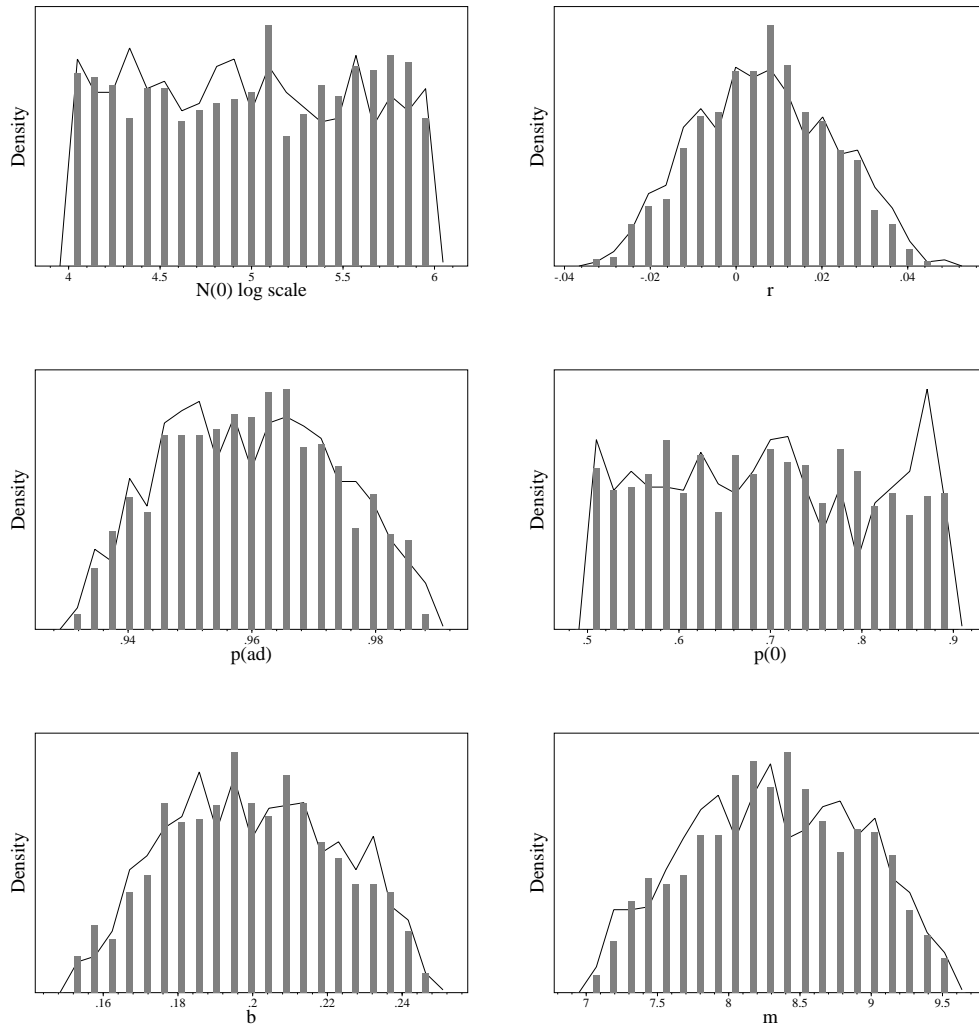 Density
4 4.5 5 5.5 6
N(0) log scale
Density
-.04 -.02 0 .02 .04
r
Density
.94 .96 .98
p(ad)
Density
.5 .6 .7 .8 .9
p(0)
Density
.16 .18 .2 .22 .24
b
Density
7 7.5 8 8.5 9 9.5
m